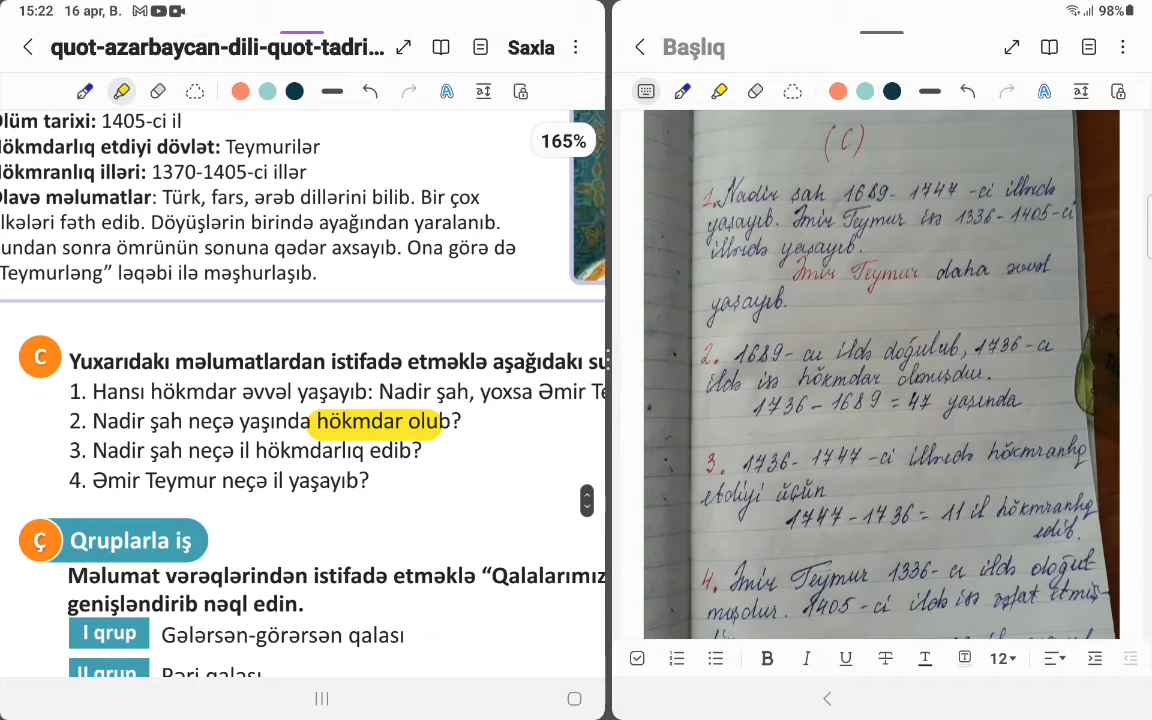 15:22 16 apr, B.
98%
quot-azarbaycan-dili-quot-tadri...
Saxla
ölüm tarixi: 1405-ci il
165%
Hökmdarlıq etdiyi dövlət: Teymurilər
Hökmranlıq illəri: 1370-1405-ci illər
Əlavə məlumatlar: Türk, fars, ərəb dillərini bilib. Bir çox
lkələri fəth edib. Döyüşlərin birində ayağından yaralanıb.
undan sonra ömrünün sonuna qədər axsayıb. Ona görə də
Teymurləng” ləqəbi ilə məşhurlaşıb.
C
Yuxarıdakı məlumatlardan istifadə etməklə aşağıdakı su
1. Hansı hökmdar əvvəl yaşayıb: Nadir şah, yoxsa Əmir Te
2. Nadir şah neçə yaşında hökmdar olub?
3. Nadir şah neçə il hökmdarlıq edib?
4. Əmir Teymur neçə il yaşayıb?
Ç Qruplarla iş
Məlumat vərəqlərindən istifadə etməklə “Qalalarımız
genişləndirib nəql edin.
I qrup Gələrsən-görərsən qalası
II qrup Pəri qalası
Başlıq
(C)
1. Nadir şah 1689-1747-ci illərdə
yaşayıb. Əmir Teymur isə 1336-1405-ci
illərdə yaşayıb.
Əmir Teymur daha əvvəl
yaşayıb.
2. 1689-cu ildə doğulub, 1736-cı
ildə isə hökmdar olmuşdur.
1736-1689=47 yaşında
3. 1736-1747-ci illərdə hökmranlıq
etdiyi üçün
1747-1736=11 il hökmranlıq
edib.
4. Əmir Teymur 1336-cı ildə doğul-
muşdur. 1405-ci ildə isə vəfat etmiş-
B I U T 12